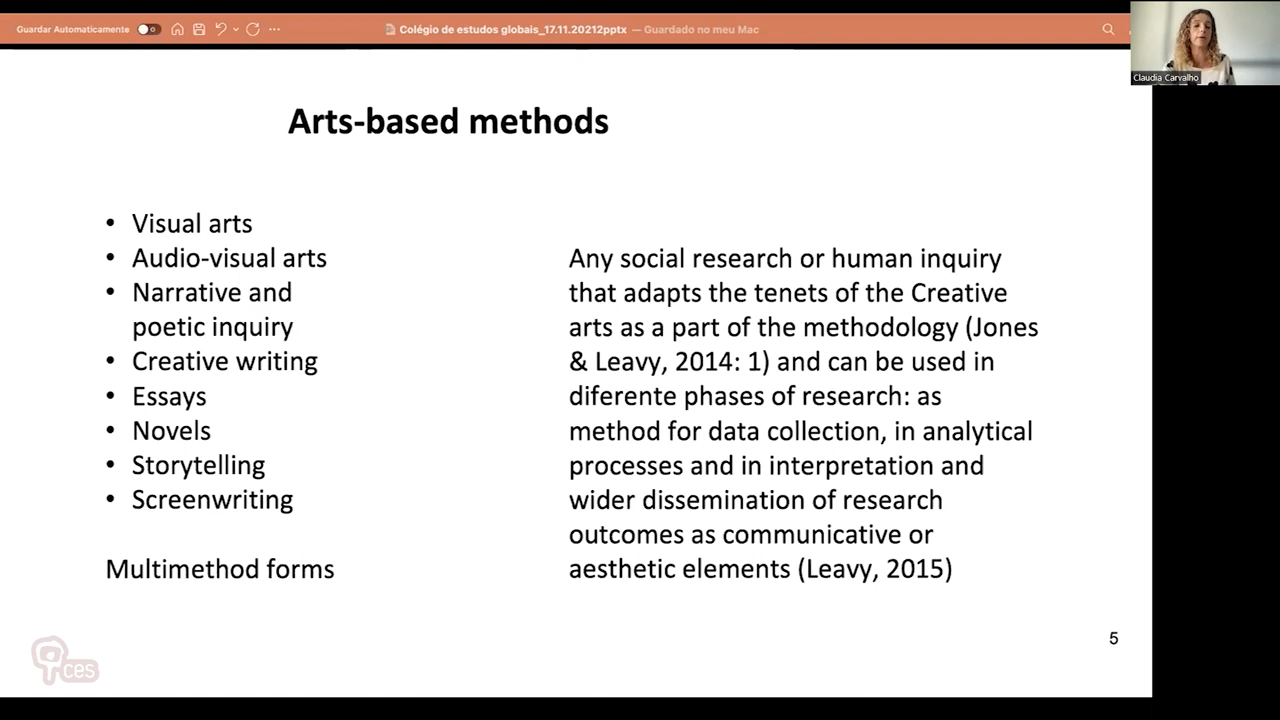 Guardar Automaticamente
Colégio de estudos globais_17.11.20212pptx — Guardado no meu Mac
Claudia Carvalho
Arts-based methods
• Visual arts
• Audio-visual arts
• Narrative and
poetic inquiry
• Creative writing
• Essays
• Novels
• Storytelling
• Screenwriting
Multimethod forms
Any social research or human inquiry
that adapts the tenets of the Creative
arts as a part of the methodology (Jones
& Leavy, 2014: 1) and can be used in
diferente phases of research: as
method for data collection, in analytical
processes and in interpretation and
wider dissemination of research
outcomes as communicative or
aesthetic elements (Leavy, 2015)
5
ces